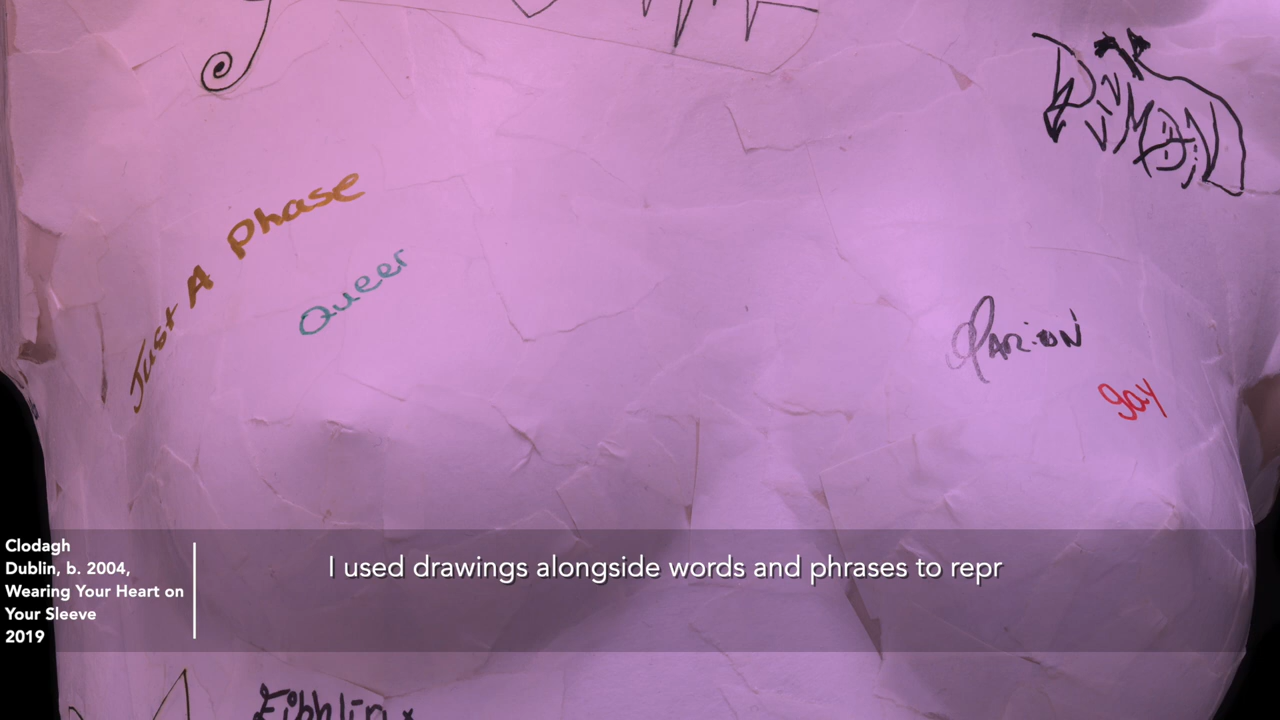 Just A Phase
Queer
gay
Clodagh
Dublin, b. 2004,
Wearing Your Heart on
Your Sleeve
2019
I used drawings alongside words and phrases to repr